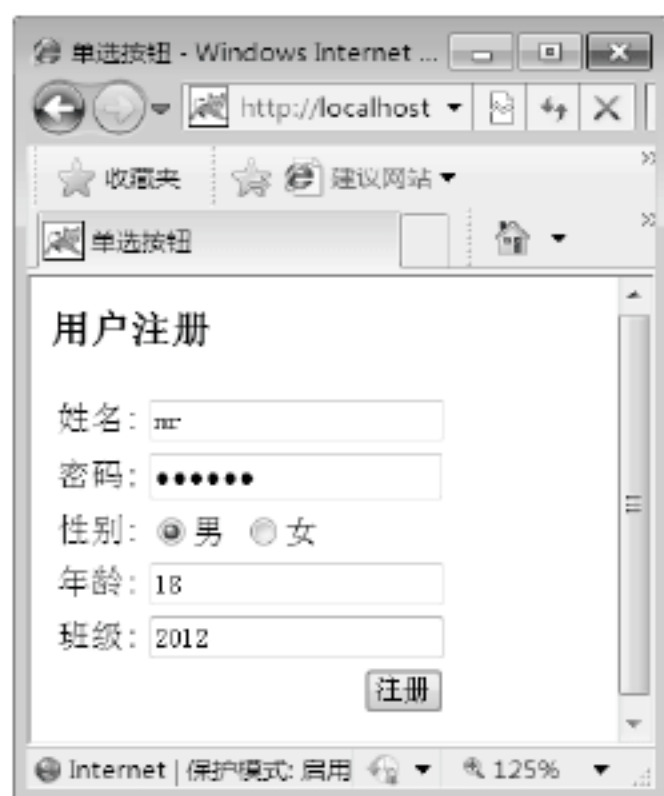 单选按钮 - Windows Internet ...
http://localhost
收藏夹 建议网站
单选按钮
用户注册
姓名: mr
密码: ●●●●●●
性别: 男 女
年龄: 18
班级: 2012
注册
Internet | 保护模式: 启用 125%